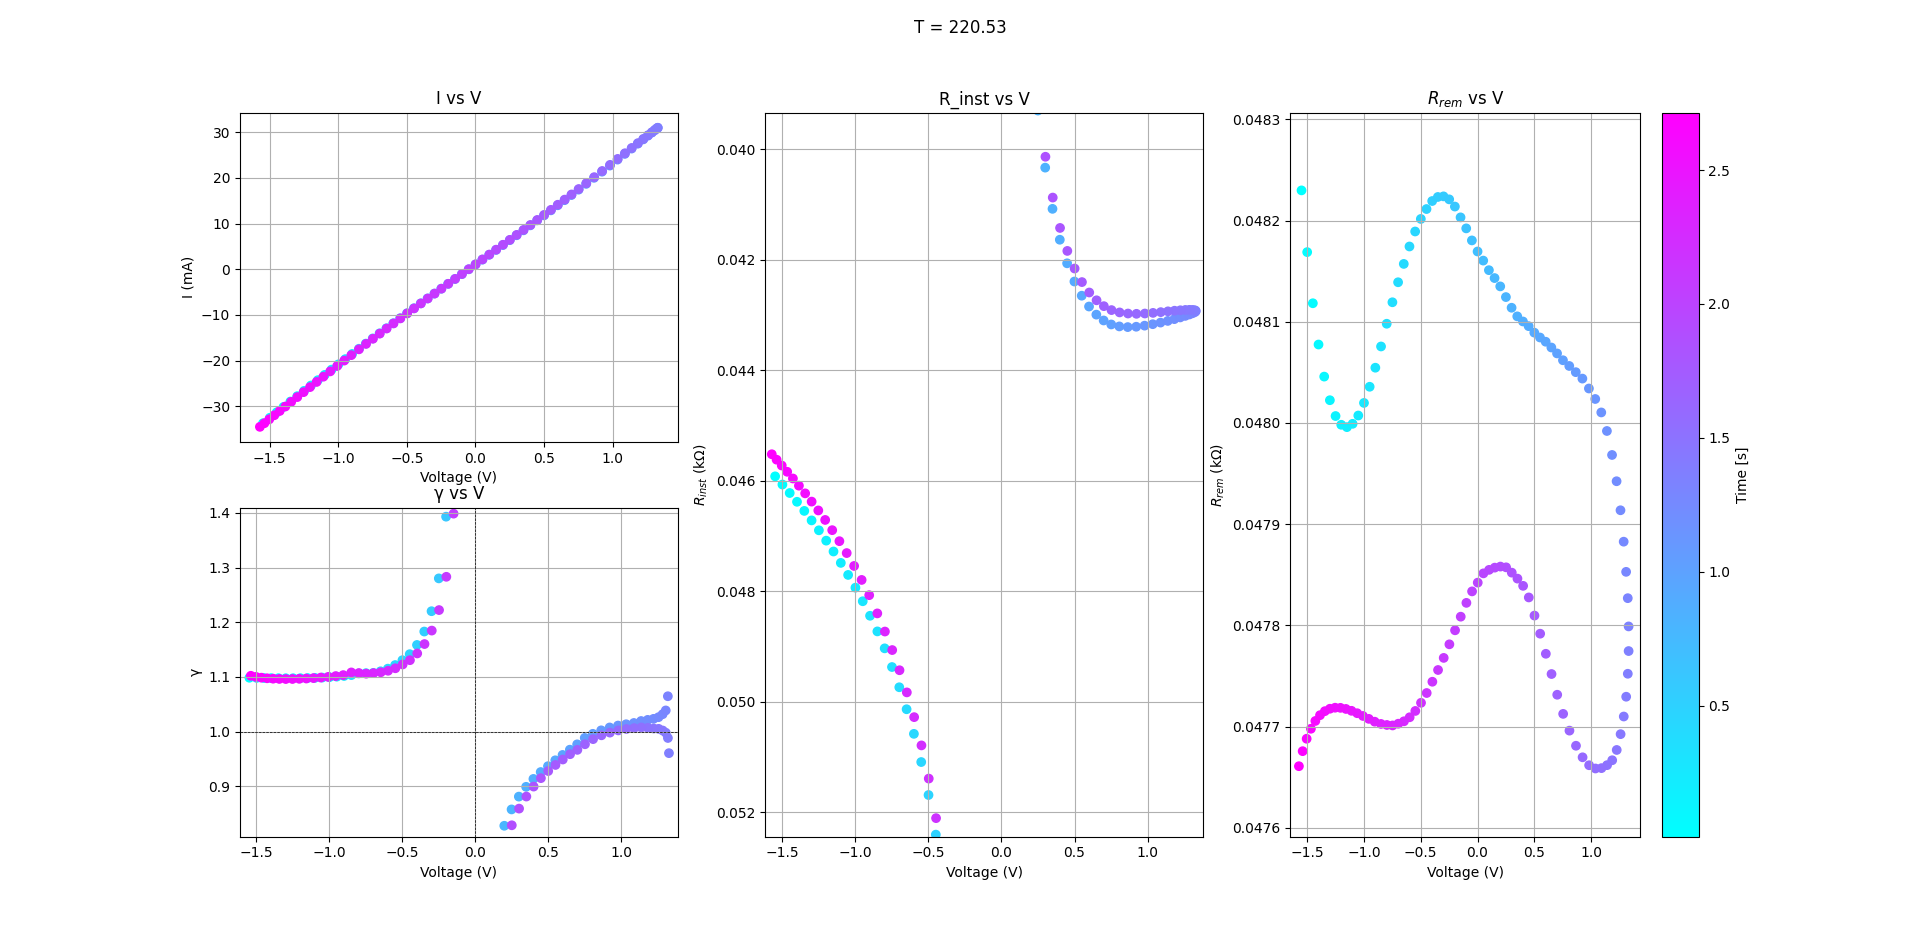 T = 220.53
I vs V
30
20
10
0
−10
−20
−30
I (mA)
−1.5 −1.0 −0.5 0.0 0.5 1.0
Voltage (V)
γ vs V
1.4
1.3
1.2
1.1
1.0
0.9
γ
−1.5 −1.0 −0.5 0.0 0.5 1.0
Voltage (V)
R_inst vs V
0.040
0.042
0.044
0.046
0.048
0.050
0.052
R_inst (kΩ)
−1.5 −1.0 −0.5 0.0 0.5 1.0
Voltage (V)
R_rem vs V
0.0483
0.0482
0.0481
0.0480
0.0479
0.0478
0.0477
0.0476
R_rem (kΩ)
−1.5 −1.0 −0.5 0.0 0.5 1.0
Voltage (V)
2.5
2.0
1.5
1.0
0.5
Time [s]